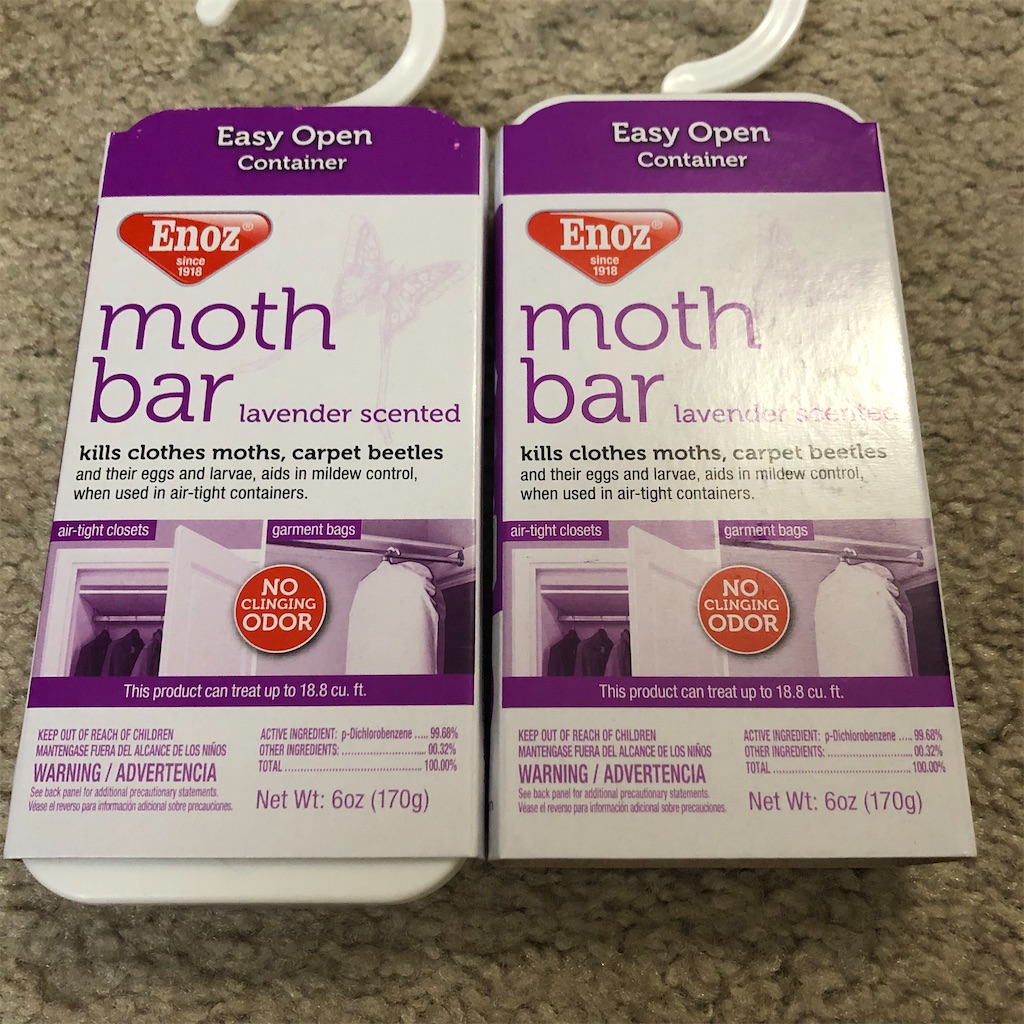 Easy Open
Container
Enoz®
since
1918
moth
bar lavender scented
kills clothes moths, carpet beetles
and their eggs and larvae, aids in mildew control,
when used in air-tight containers.
air-tight closets
garment bags
NO
CLINGING
ODOR
This product can treat up to 18.8 cu. ft.
KEEP OUT OF REACH OF CHILDREN
MANTENGASE FUERA DEL ALCANCE DE LOS NIÑOS
WARNING / ADVERTENCIA
See back panel for additional precautionary statements.
Véase el reverso para información adicional sobre precauciones.
ACTIVE INGREDIENT: p-Dichlorobenzene ..... 99.68%
OTHER INGREDIENTS: ........................ 00.32%
TOTAL ........................................ 100.00%
Net Wt: 6oz (170g)
Easy Open
Container
Enoz®
since
1918
moth
bar lavender scented
kills clothes moths, carpet beetles
and their eggs and larvae, aids in mildew control,
when used in air-tight containers.
air-tight closets
garment bags
NO
CLINGING
ODOR
This product can treat up to 18.8 cu. ft.
KEEP OUT OF REACH OF CHILDREN
MANTENGASE FUERA DEL ALCANCE DE LOS NIÑOS
WARNING / ADVERTENCIA
See back panel for additional precautionary statements.
Véase el reverso para información adicional sobre precauciones.
ACTIVE INGREDIENT: p-Dichlorobenzene ..... 99.68%
OTHER INGREDIENTS: ........................ 00.32%
TOTAL ........................................ 100.00%
Net Wt: 6oz (170g)